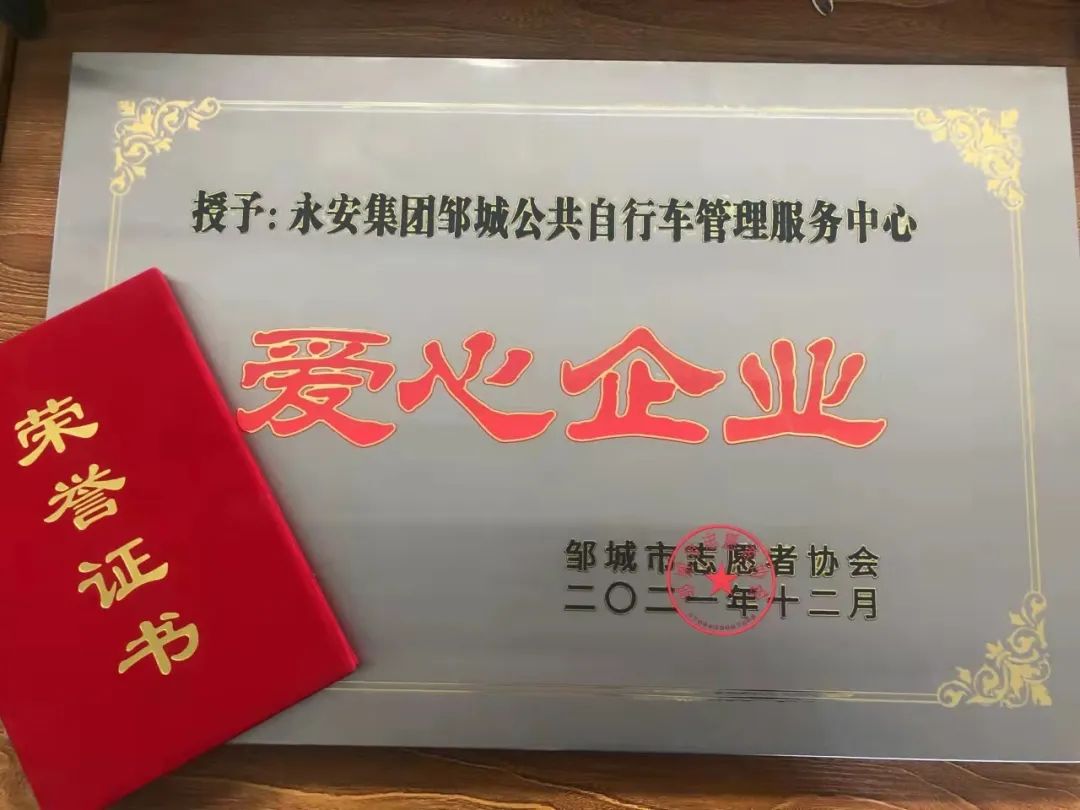 授予：永安集团邹城公共自行车管理服务中心
爱心企业
邹城市志愿者协会
二〇二一年十二月
荣誉证书